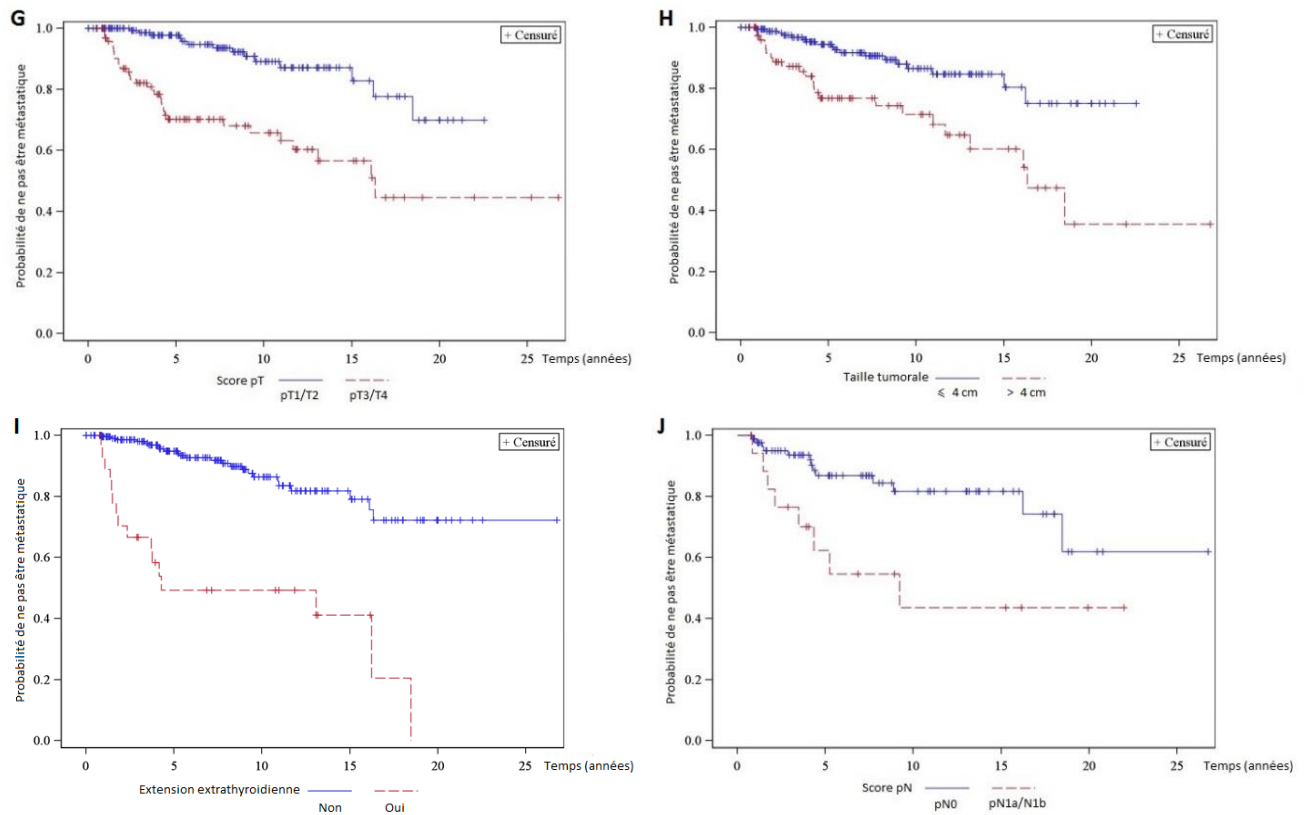 G
Probabilité de ne pas être métastatique
1.0
0.8
0.6
0.4
0.2
0.0
+ Censuré
0 5 10 15 20 25 Temps (années)
Score pT
pT1/T2 pT3/T4
H
Probabilité de ne pas être métastatique
1.0
0.8
0.6
0.4
0.2
0.0
+ Censuré
0 5 10 15 20 25 Temps (années)
Taille tumorale
⩽ 4 cm > 4 cm
I
Probabilité de ne pas être métastatique
1.0
0.8
0.6
0.4
0.2
0.0
+ Censuré
0 5 10 15 20 25 Temps (années)
Extension extrathyroidienne
Non Oui
J
Probabilité de ne pas être métastatique
1.0
0.8
0.6
0.4
0.2
0.0
+ Censuré
0 5 10 15 20 25 Temps (années)
Score pN
pN0 pN1a/N1b